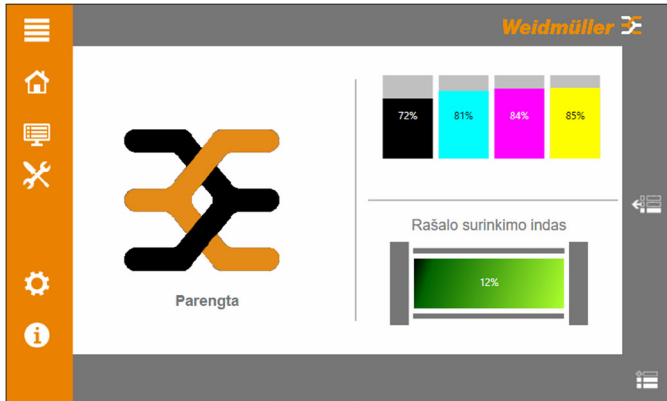 Weidmüller
72%
81%
84%
85%
Rašalo surinkimo indas
12%
Parengta